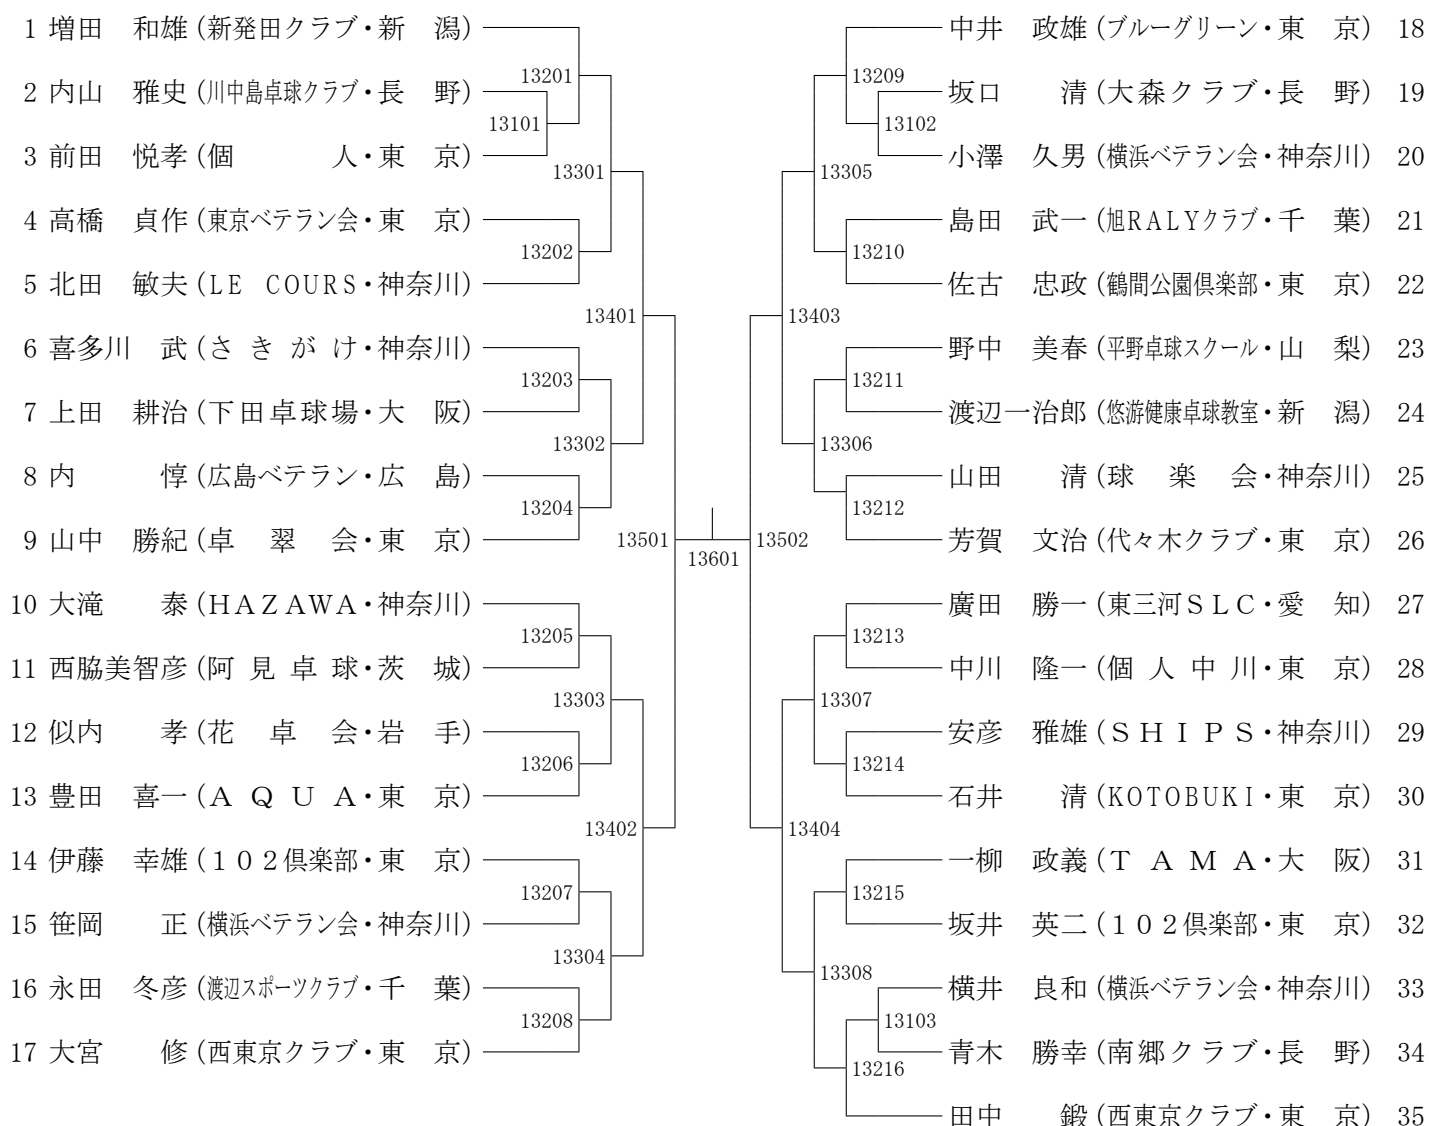 1 増田　和雄 (新発田クラブ・新　潟)
13201
2 内山　雅史 (川中島卓球クラブ・長　野)
13101
3 前田　悦孝 (個　　　人・東　京)
13301
4 高橋　貞作 (東京ベテラン会・東　京)
13202
5 北田　敏夫 (LE COURS・神奈川)
13401
6 喜多川　武 (さきがけ・神奈川)
13203
7 上田　耕治 (下田卓球場・大　阪)
13302
8 内　　　惇 (広島ベテラン・広　島)
13204
9 山中　勝紀 (卓　翠　会・東　京)
13501
13601
10 大滝　　泰 (HAZAWA・神奈川)
13205
11 西脇美智彦 (阿見卓球・茨　城)
13303
12 似内　　孝 (花　卓　会・岩　手)
13206
13 豊田　喜一 (AQUA・東　京)
13402
14 伊藤　幸雄 (102倶楽部・東　京)
13207
15 笹岡　　正 (横浜ベテラン会・神奈川)
13304
16 永田　冬彦 (渡辺スポーツクラブ・千　葉)
13208
17 大宮　　修 (西東京クラブ・東　京)
中井　政雄 (ブルーグリーン・東　京) 18
13209
坂口　　清 (大森クラブ・長　野) 19
13102
小澤　久男 (横浜ベテラン会・神奈川) 20
13305
島田　武一 (旭RALYクラブ・千　葉) 21
13210
佐古　忠政 (鶴間公園倶楽部・東　京) 22
13403
野中　美春 (平野卓球スクール・山　梨) 23
13211
渡辺一治郎 (悠游健康卓球教室・新　潟) 24
13306
山田　　清 (球　楽　会・神奈川) 25
13212
芳賀　文治 (代々木クラブ・東　京) 26
13502
廣田　勝一 (東三河SLC・愛　知) 27
13213
中川　隆一 (個人中川・東　京) 28
13307
安彦　雅雄 (SHIPS・神奈川) 29
13214
石井　　清 (KOTOBUKI・東　京) 30
13404
一柳　政義 (TAMA・大　阪) 31
13215
坂井　英二 (102倶楽部・東　京) 32
13308
横井　良和 (横浜ベテラン会・神奈川) 33
13103
青木　勝幸 (南郷クラブ・長　野) 34
13216
田中　　鍛 (西東京クラブ・東　京) 35